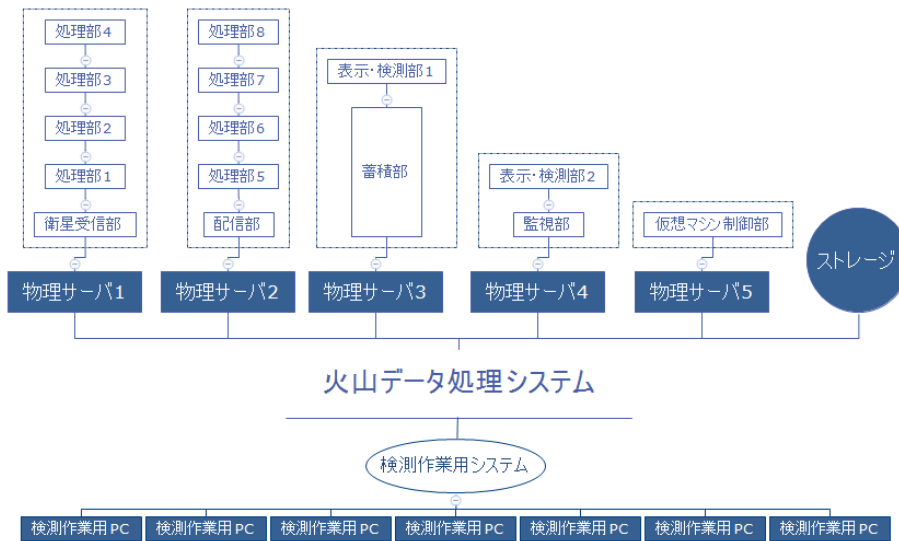 処理部4
処理部8
処理部3
処理部7
表示・検測部1
処理部2
処理部6
蓄積部
処理部1
処理部5
表示・検測部2
衛星受信部
配信部
監視部
仮想マシン制御部
ストレージ
物理サーバ1
物理サーバ2
物理サーバ3
物理サーバ4
物理サーバ5
火山データ処理システム
検測作業用システム
検測作業用PC
検測作業用PC
検測作業用PC
検測作業用PC
検測作業用PC
検測作業用PC
検測作業用PC